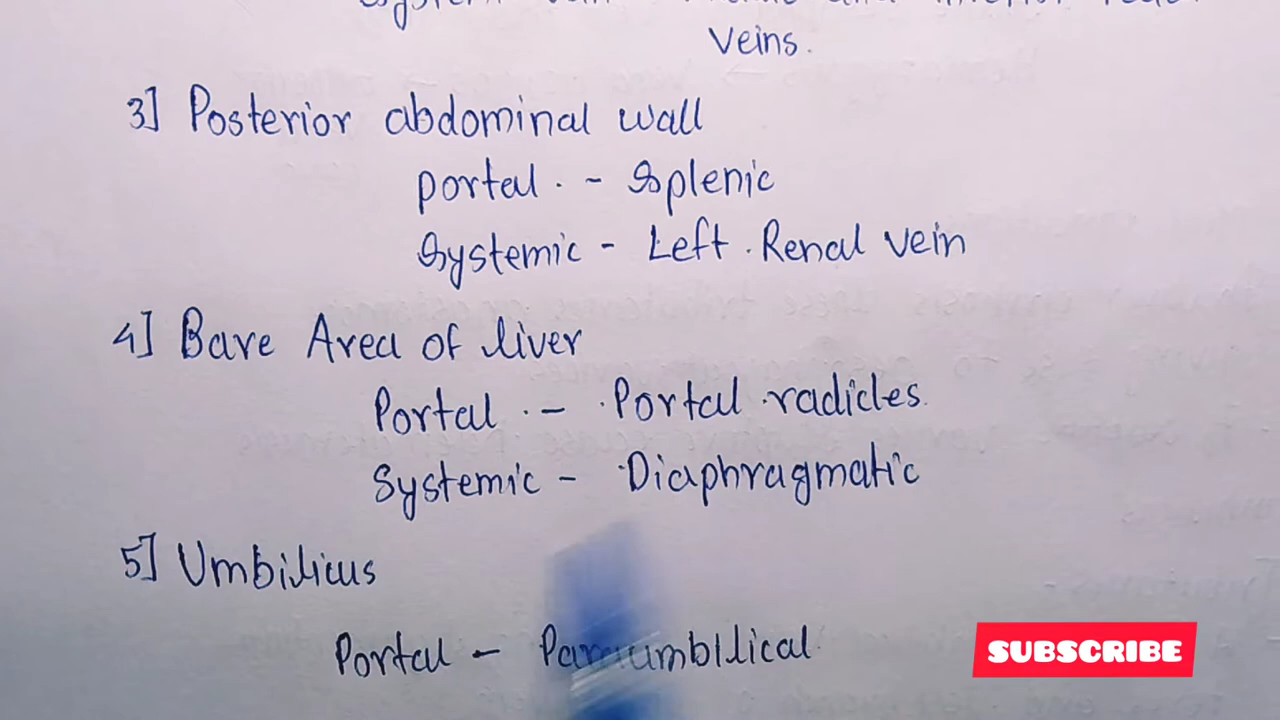 Veins.
3] Posterior abdominal wall
portal - Splenic
Systemic - Left Renal vein
4] Bare Area of liver
Portal - Portal radicles
Systemic - Diaphragmatic
5] Umbilicus
Portal - Paraumbilical
SUBSCRIBE